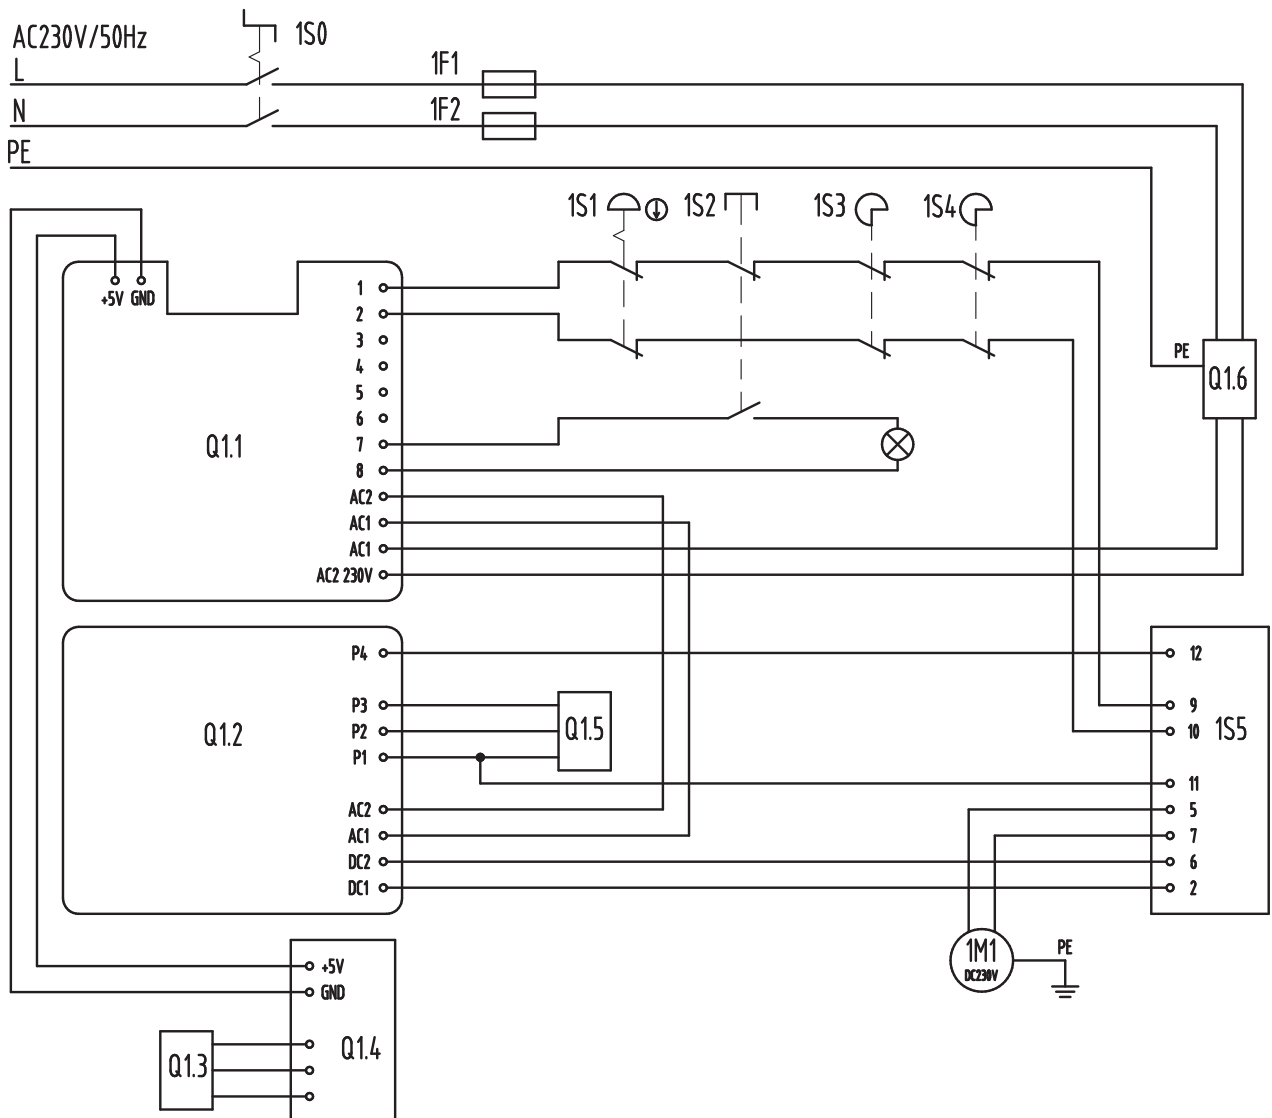 AC230V/50Hz
1S0
L
1F1
N
1F2
PE
1S1
1S2
1S3
1S4
+5V GND
1
2
3
4
5
6
7
8
AC2
AC1
AC1
AC2 230V
Q1.1
PE
Q1.6
P4
P3
P2
P1
AC2
AC1
DC2
DC1
Q1.2
Q1.5
12
9
10
11
5
7
6
2
1S5
1M1
DC230V
PE
+5V
GND
Q1.3
Q1.4